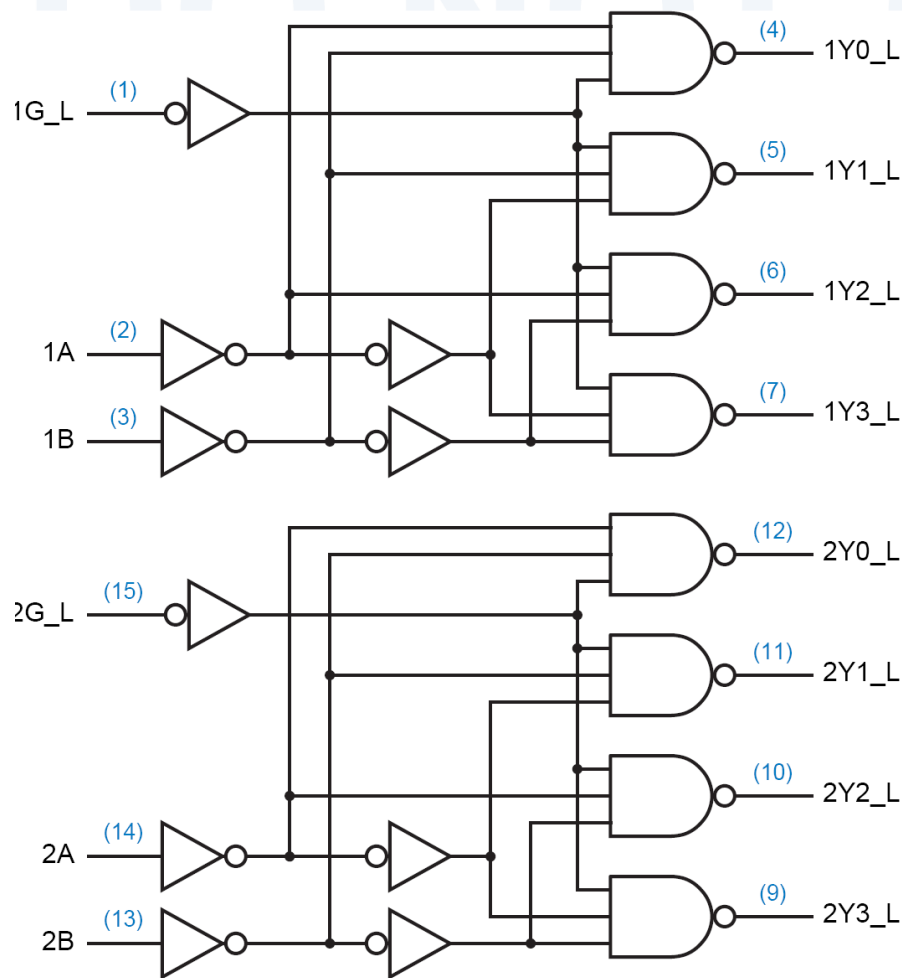 (4)
1Y0_L
(1)
1G_L
(5)
1Y1_L
(6)
1Y2_L
(2)
1A
(7)
1Y3_L
(3)
1B
(12)
2Y0_L
(15)
2G_L
(11)
2Y1_L
(10)
2Y2_L
(14)
2A
(9)
2Y3_L
(13)
2B